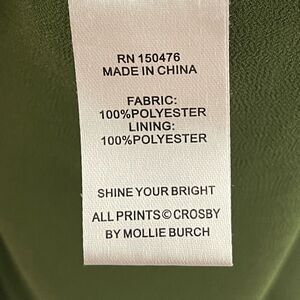 RN 150476
MADE IN CHINA
FABRIC:
100%POLYESTER
LINING:
100%POLYESTER
SHINE YOUR BRIGHT
ALL PRINTS© CROSBY
BY MOLLIE BURCH